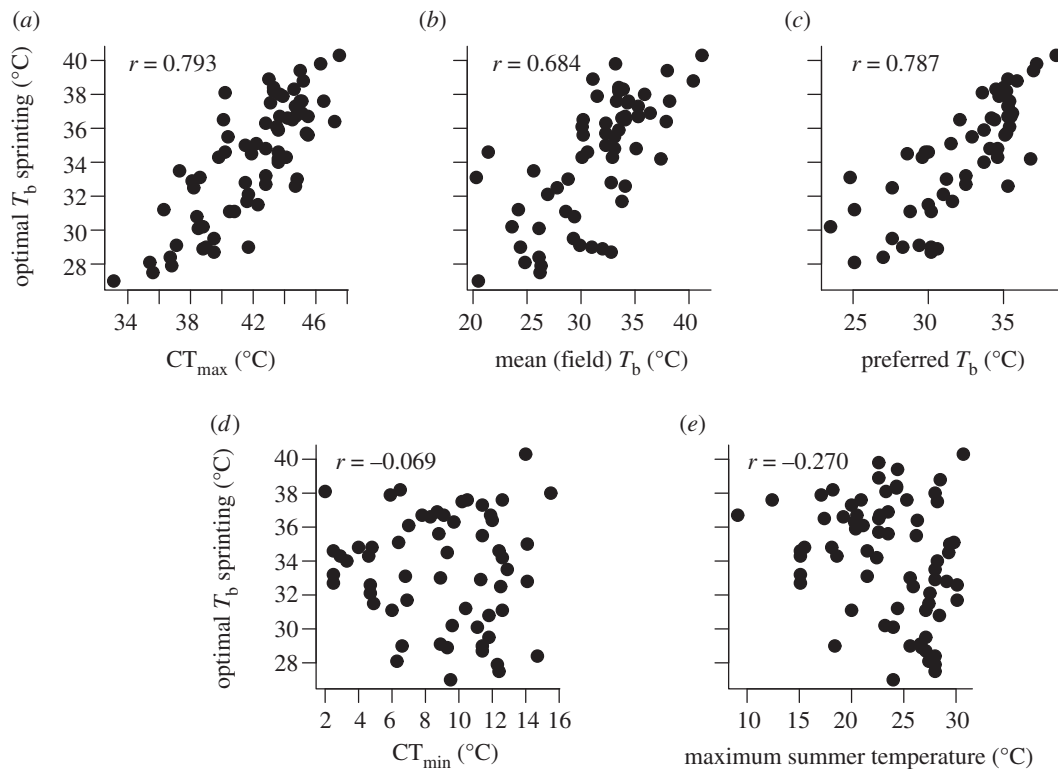 (a) (b) (c)
r = 0.793 r = 0.684 r = 0.787
optimal Tb sprinting (°C)
40
38
36
34
32
30
28
34 38 42 46 20 25 30 35 40 25 30 35
CTmax (°C) mean (field) Tb (°C) preferred Tb (°C)
(d) (e)
r = –0.069 r = –0.270
optimal Tb sprinting (°C)
40
38
36
34
32
30
28
2 4 6 8 10 12 14 16 10 15 20 25 30
CTmin (°C) maximum summer temperature (°C)